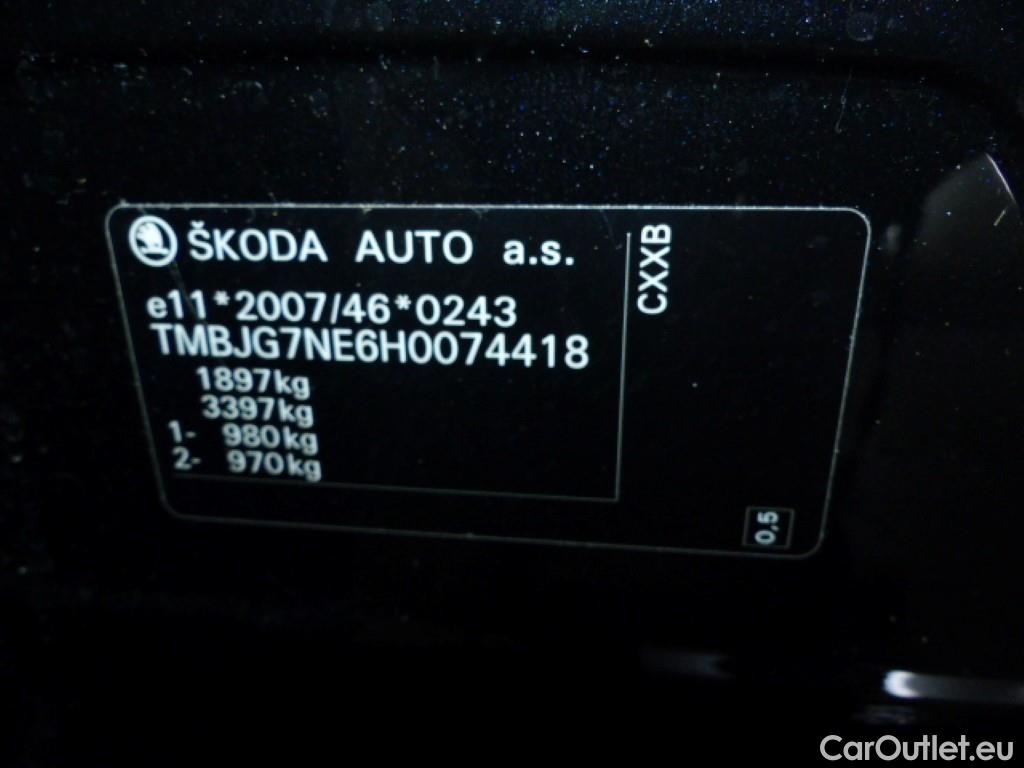 ŠKODA AUTO a.s.
e11*2007/46*0243
TMBJG7NE6H0074418
1897kg
3397kg
1- 980kg
2- 970kg
CXXB
0,5
CarOutlet.eu